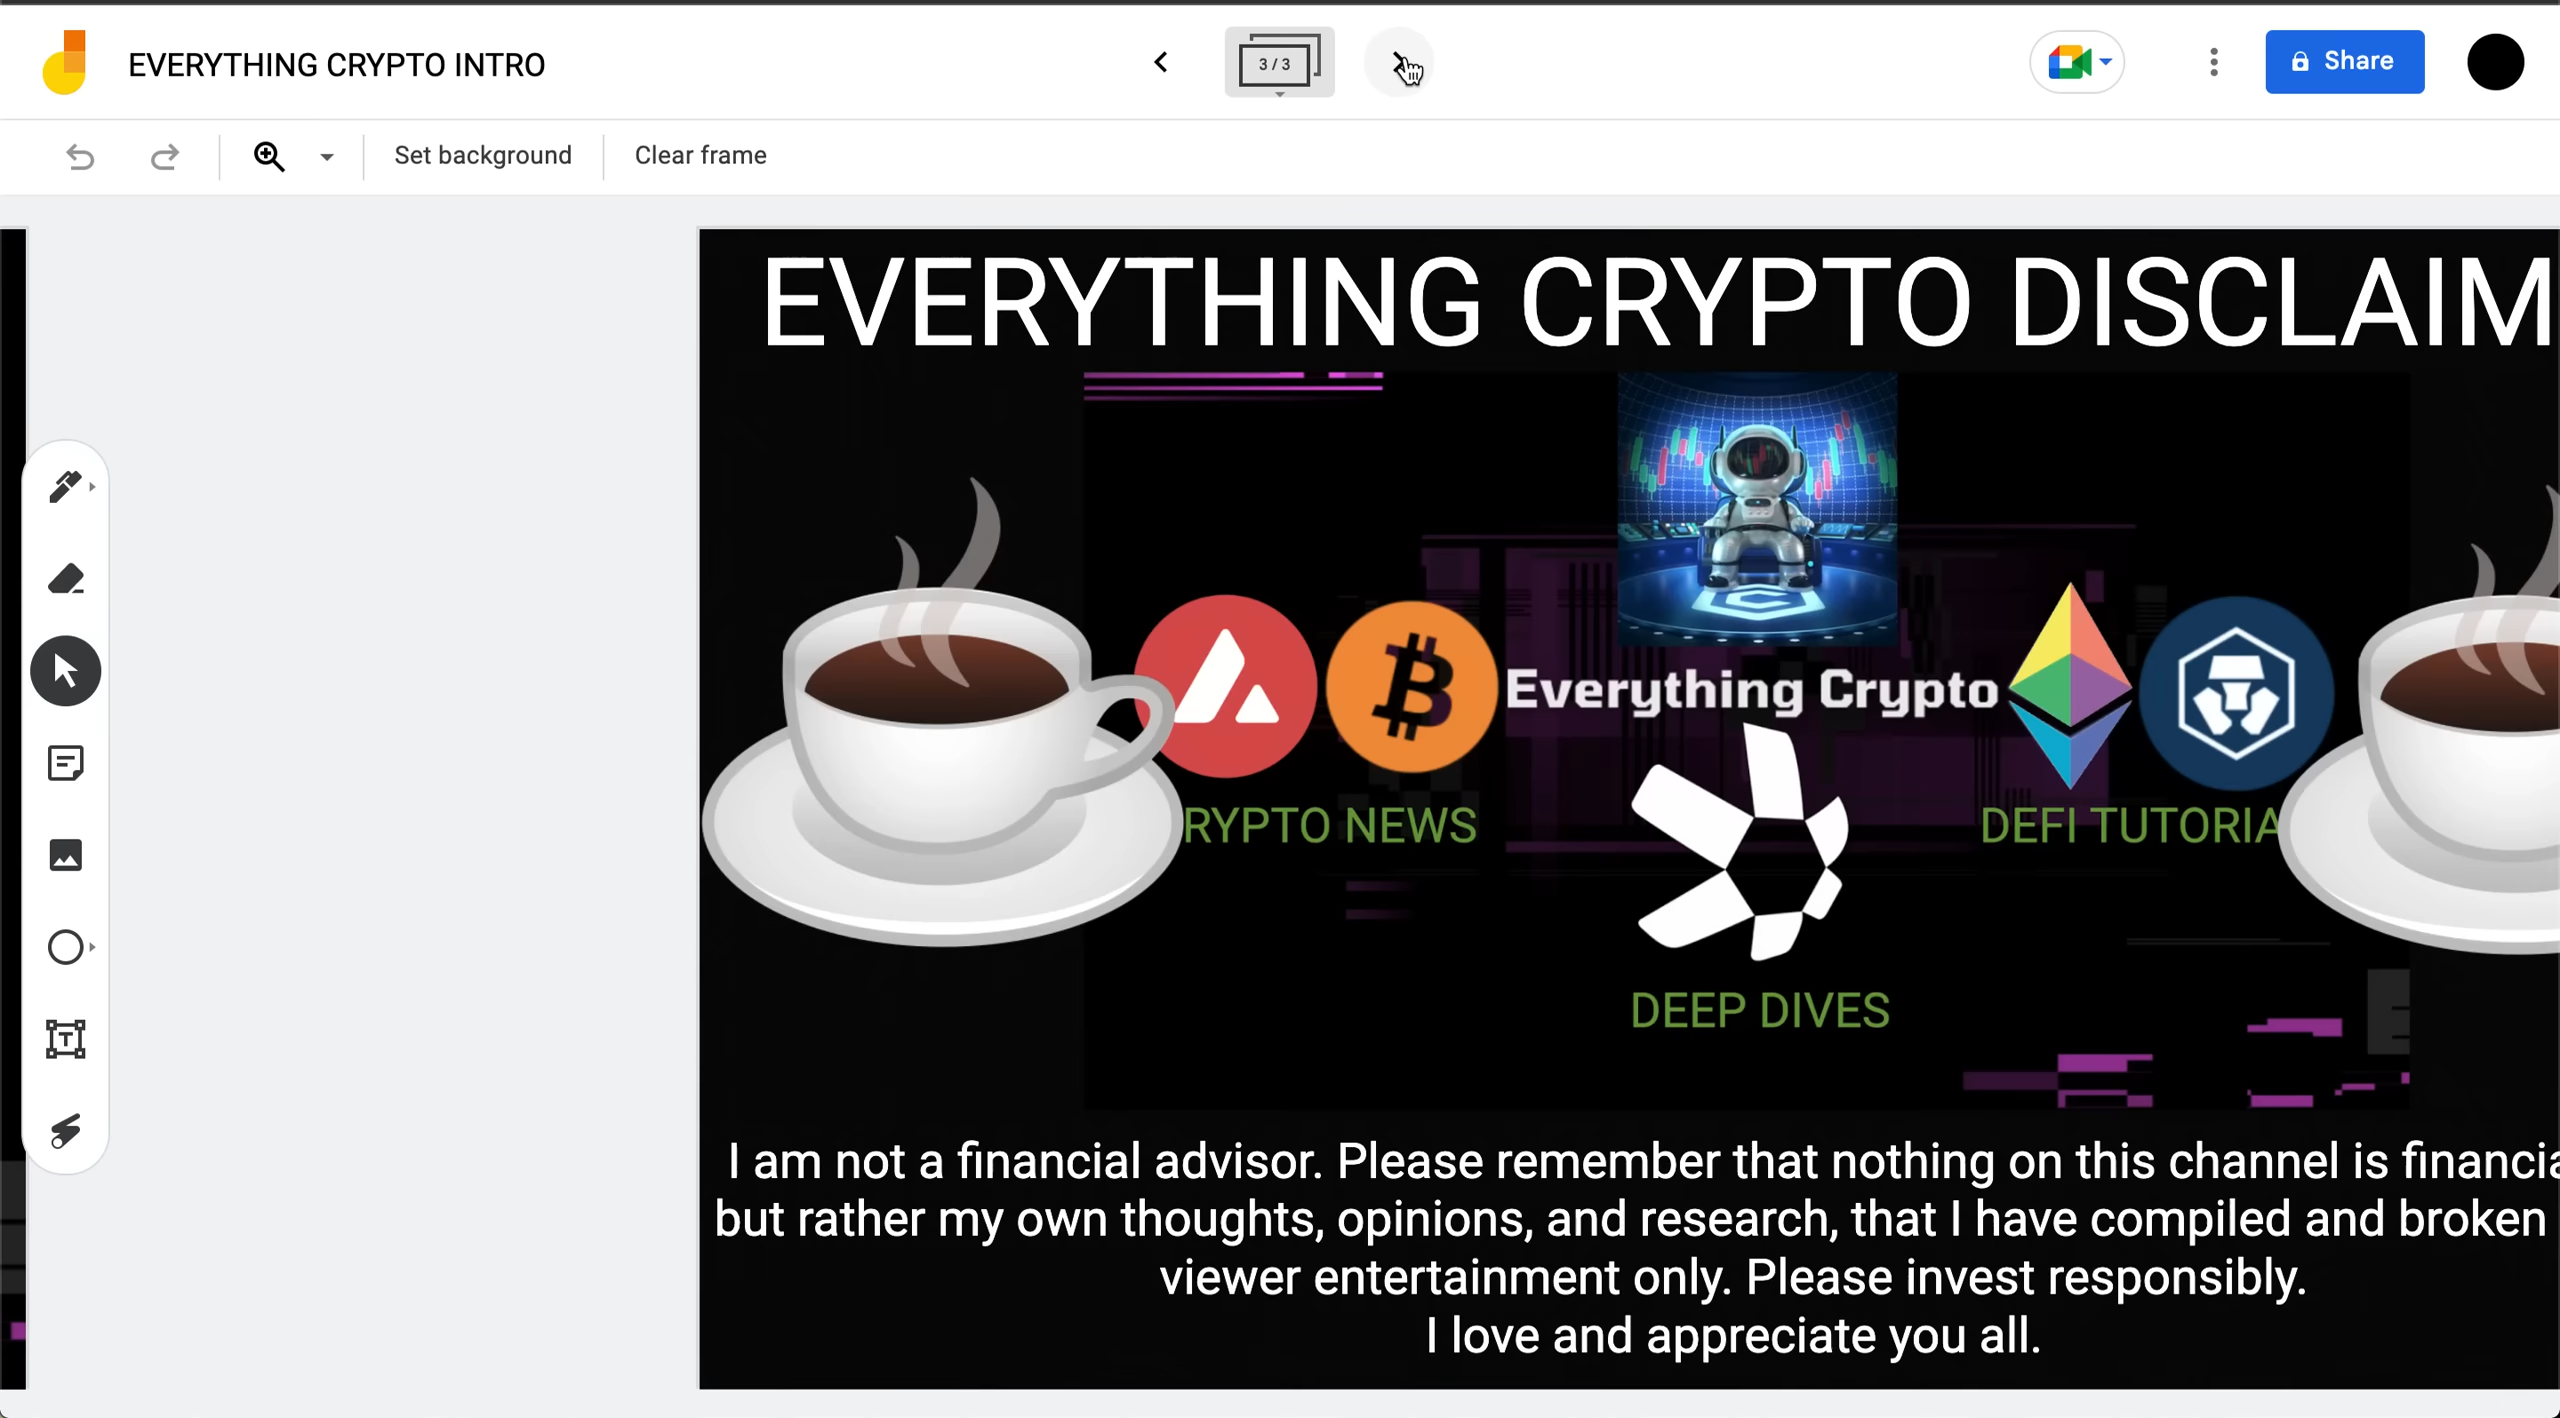 EVERYTHING CRYPTO INTRO
3 / 3
Share
Set background
Clear frame
EVERYTHING CRYPTO DISCLAIM
Everything Crypto
RYPTO NEWS
DEFI TUTORIA
DEEP DIVES
I am not a financial advisor. Please remember that nothing on this channel is financia
but rather my own thoughts, opinions, and research, that I have compiled and broken
viewer entertainment only. Please invest responsibly.
I love and appreciate you all.